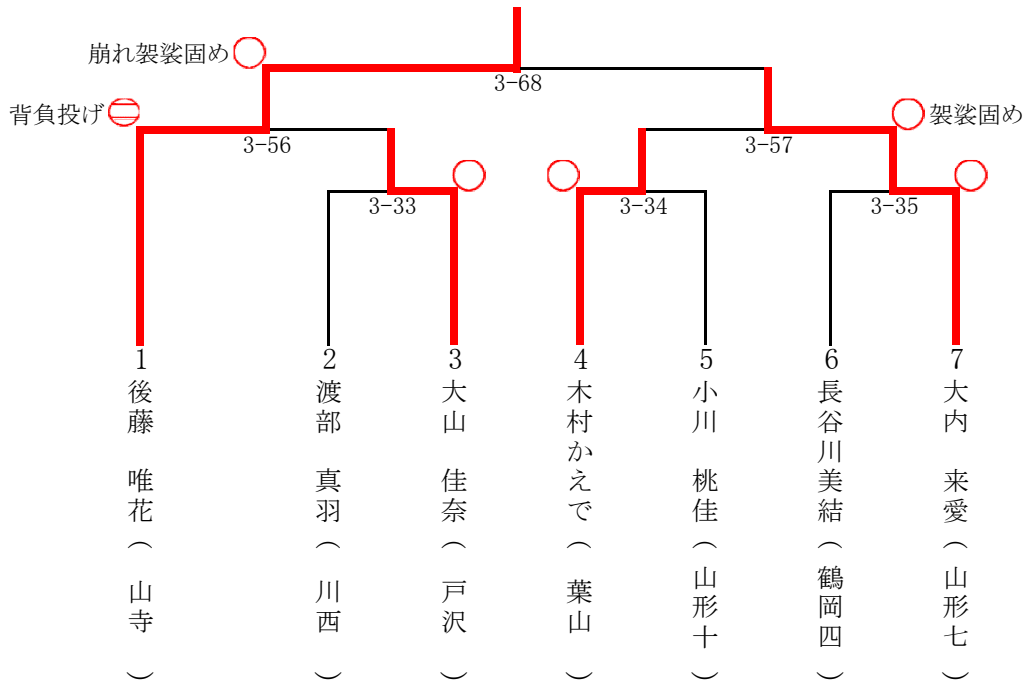 崩れ袈裟固め
3-68
背負投げ
袈裟固め
3-56
3-57
3-33
3-34
3-35
1
2
3
4
5
6
7
後藤　唯花（　山寺　）
渡部　真羽（　川西　）
大山　佳奈（　戸沢　）
木村かえで（　葉山　）
小川　桃佳（山形十）
長谷川美結（鶴岡四）
大内　来愛（山形七）